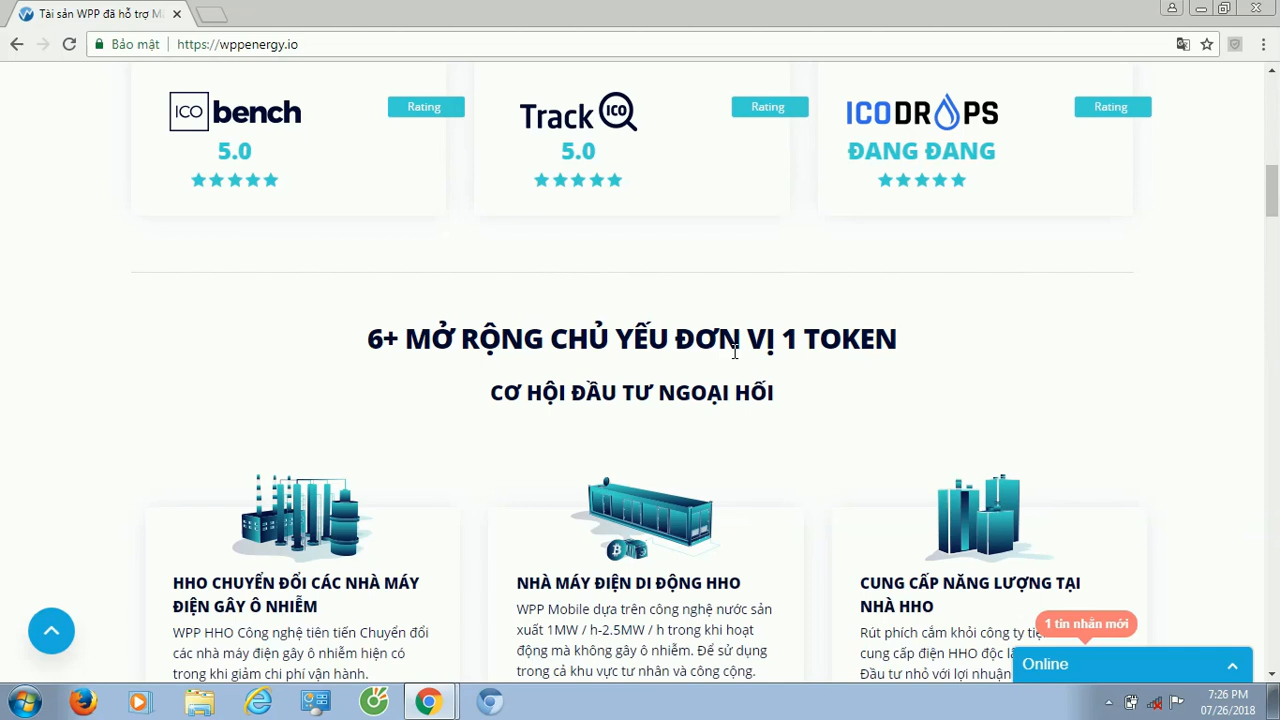 Tài sản WPP đã hỗ trợ M
Bảo mật
https://wppenergy.io
ICO bench
Rating
5.0
Track ICO
Rating
5.0
ICODROPS
Rating
ĐANG ĐANG
6+ MỞ RỘNG CHỦ YẾU ĐƠN VỊ 1 TOKEN
CƠ HỘI ĐẦU TƯ NGOẠI HỐI
HHO CHUYỂN ĐỔI CÁC NHÀ MÁY
ĐIỆN GÂY Ô NHIỄM
WPP HHO Công nghệ tiên tiến Chuyển đổi
các nhà máy điện gây ô nhiễm hiện có
trong khi giảm chi phí vận hành.
NHÀ MÁY ĐIỆN DI ĐỘNG HHO
WPP Mobile dựa trên công nghệ nước sản
xuất 1MW / h-2.5MW / h trong khi hoạt
động mà không gây ô nhiễm. Để sử dụng
trong cả khu vực tư nhân và công cộng.
CUNG CẤP NĂNG LƯỢNG TẠI
NHÀ HHO
Rút phích cắm khỏi công ty
cung cấp điện HHO độc
Đầu tư nhỏ với lợi nhuận
1 tin nhắn mới
Online
7:26 PM
07/26/2018